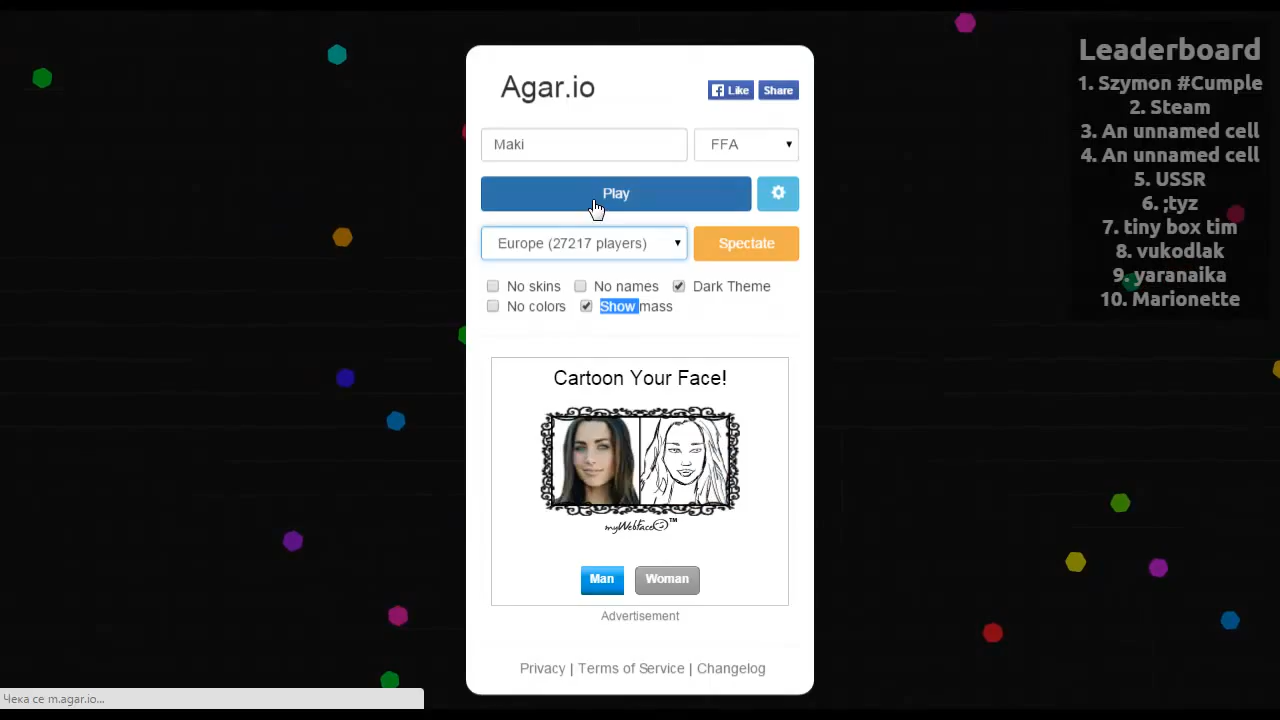 Agar.io
Like Share
Maki FFA
Play
Europe (27217 players) Spectate
No skins No names Dark Theme
No colors Show mass
Cartoon Your Face!
myWebFace™
Man Woman
Advertisement
Privacy | Terms of Service | Changelog
Leaderboard
1. Szymon #Cumple
2. Steam
3. An unnamed cell
4. An unnamed cell
5. USSR
6. ;tyz
7. tiny box tim
8. vukodlak
9. yaranaika
10. Marionette
Чека се m.agar.io...